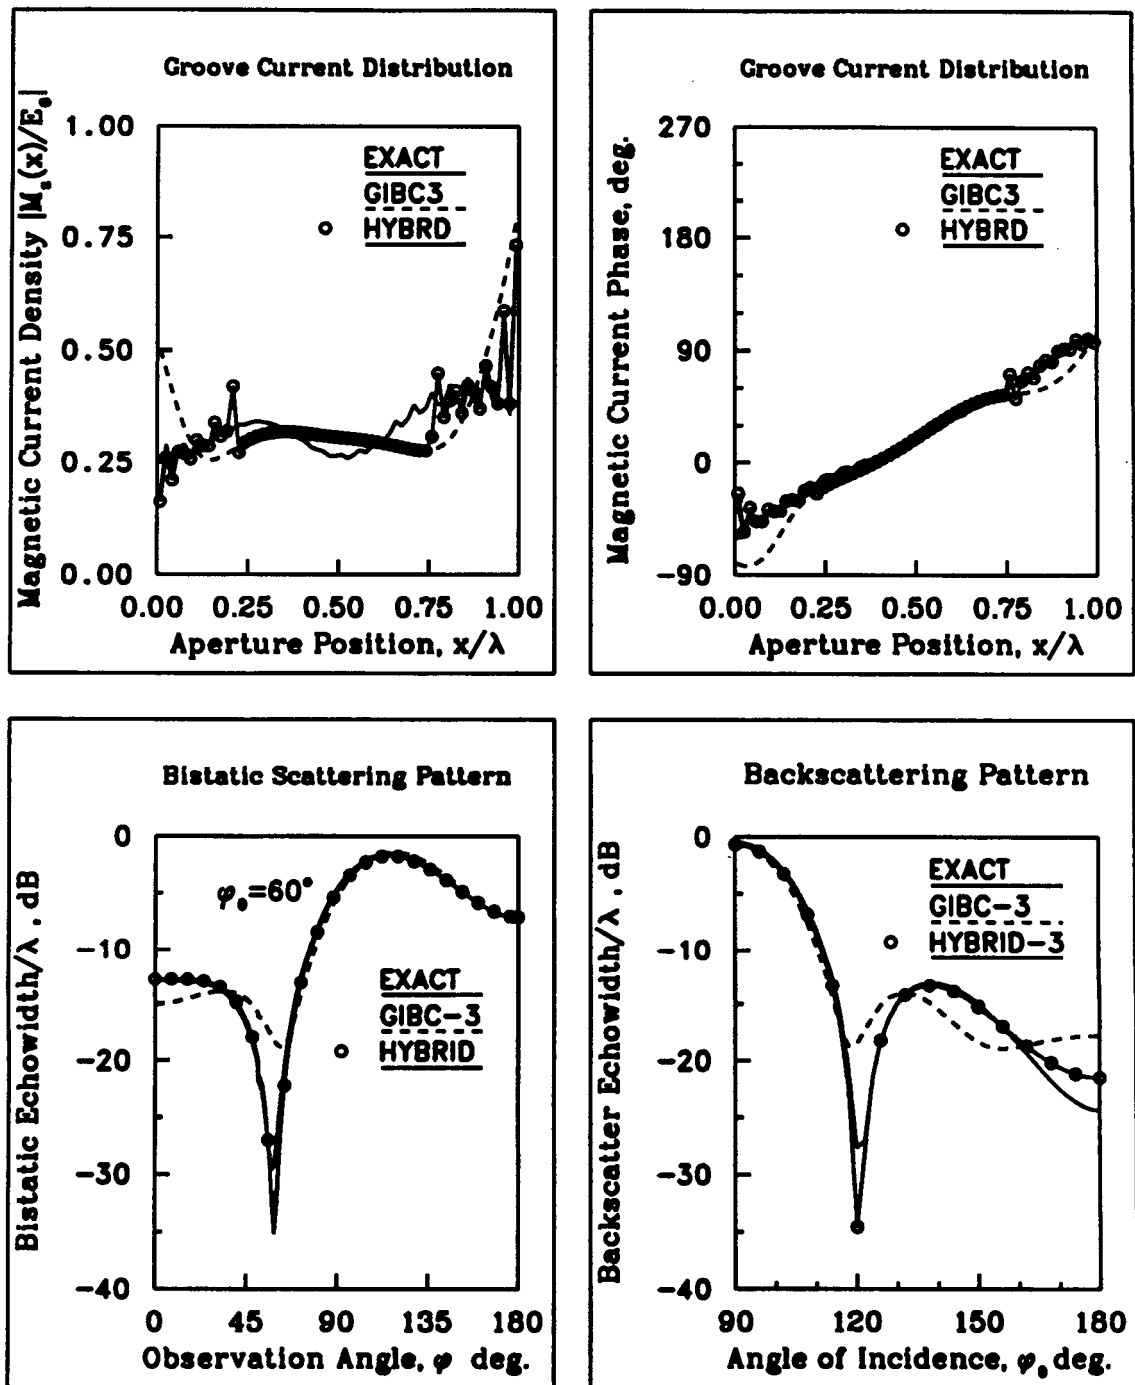 Groove Current Distribution
Magnetic Current Density |Mₛ(x)/Eₒ|
1.00
0.75
0.50
0.25
0.00
EXACT
GIBC3
HYBRD
0.00 0.25 0.50 0.75 1.00
Aperture Position, x/λ
Groove Current Distribution
Magnetic Current Phase, deg.
270
180
90
0
−90
EXACT
GIBC3
HYBRD
0.00 0.25 0.50 0.75 1.00
Aperture Position, x/λ
Bistatic Scattering Pattern
Bistatic Echowidth/λ , dB
0
−10
−20
−30
−40
φₒ=60°
EXACT
GIBC−3
HYBRID
0 45 90 135 180
Observation Angle, φ deg.
Backscattering Pattern
Backscatter Echowidth/λ , dB
0
−10
−20
−30
−40
EXACT
GIBC−3
HYBRID−3
90 120 150 180
Angle of Incidence, φₒ deg.